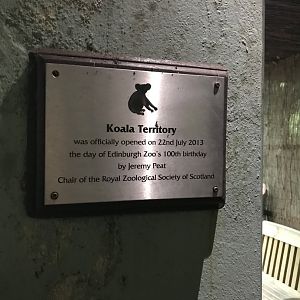 Koala Territory
was officially opened on 22nd July 2013
the day of Edinburgh Zoo's 100th birthday
by Jeremy Peat
Chair of the Royal Zoological Society of Scotland